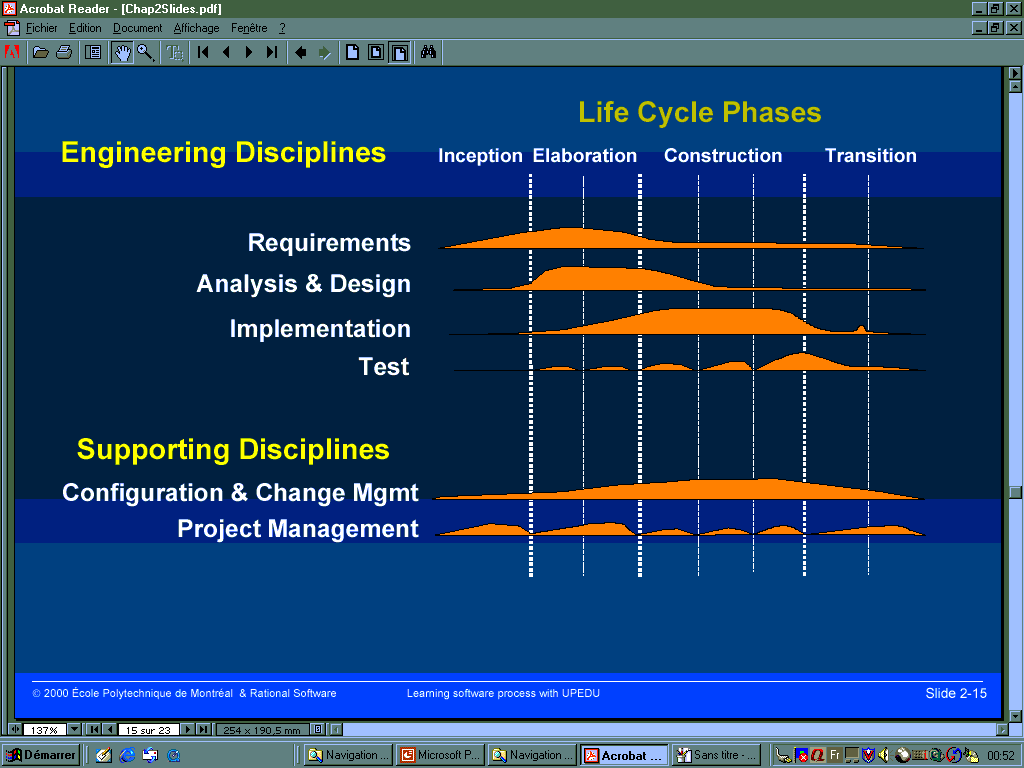 Acrobat Reader - [Chap2Slides.pdf]
Fichier Edition Document Affichage Fenêtre ?
Life Cycle Phases
Engineering Disciplines
Inception Elaboration Construction Transition
Requirements
Analysis & Design
Implementation
Test
Supporting Disciplines
Configuration & Change Mgmt
Project Management
© 2000 École Polytechnique de Montréal & Rational Software Learning software process with UPEDU Slide 2-15
137% 15 sur 23 254 x 190,5 mm
Démarrer Navigation ... Microsoft P... Navigation ... Acrobat ... Sans titre - ... Fr 00:52